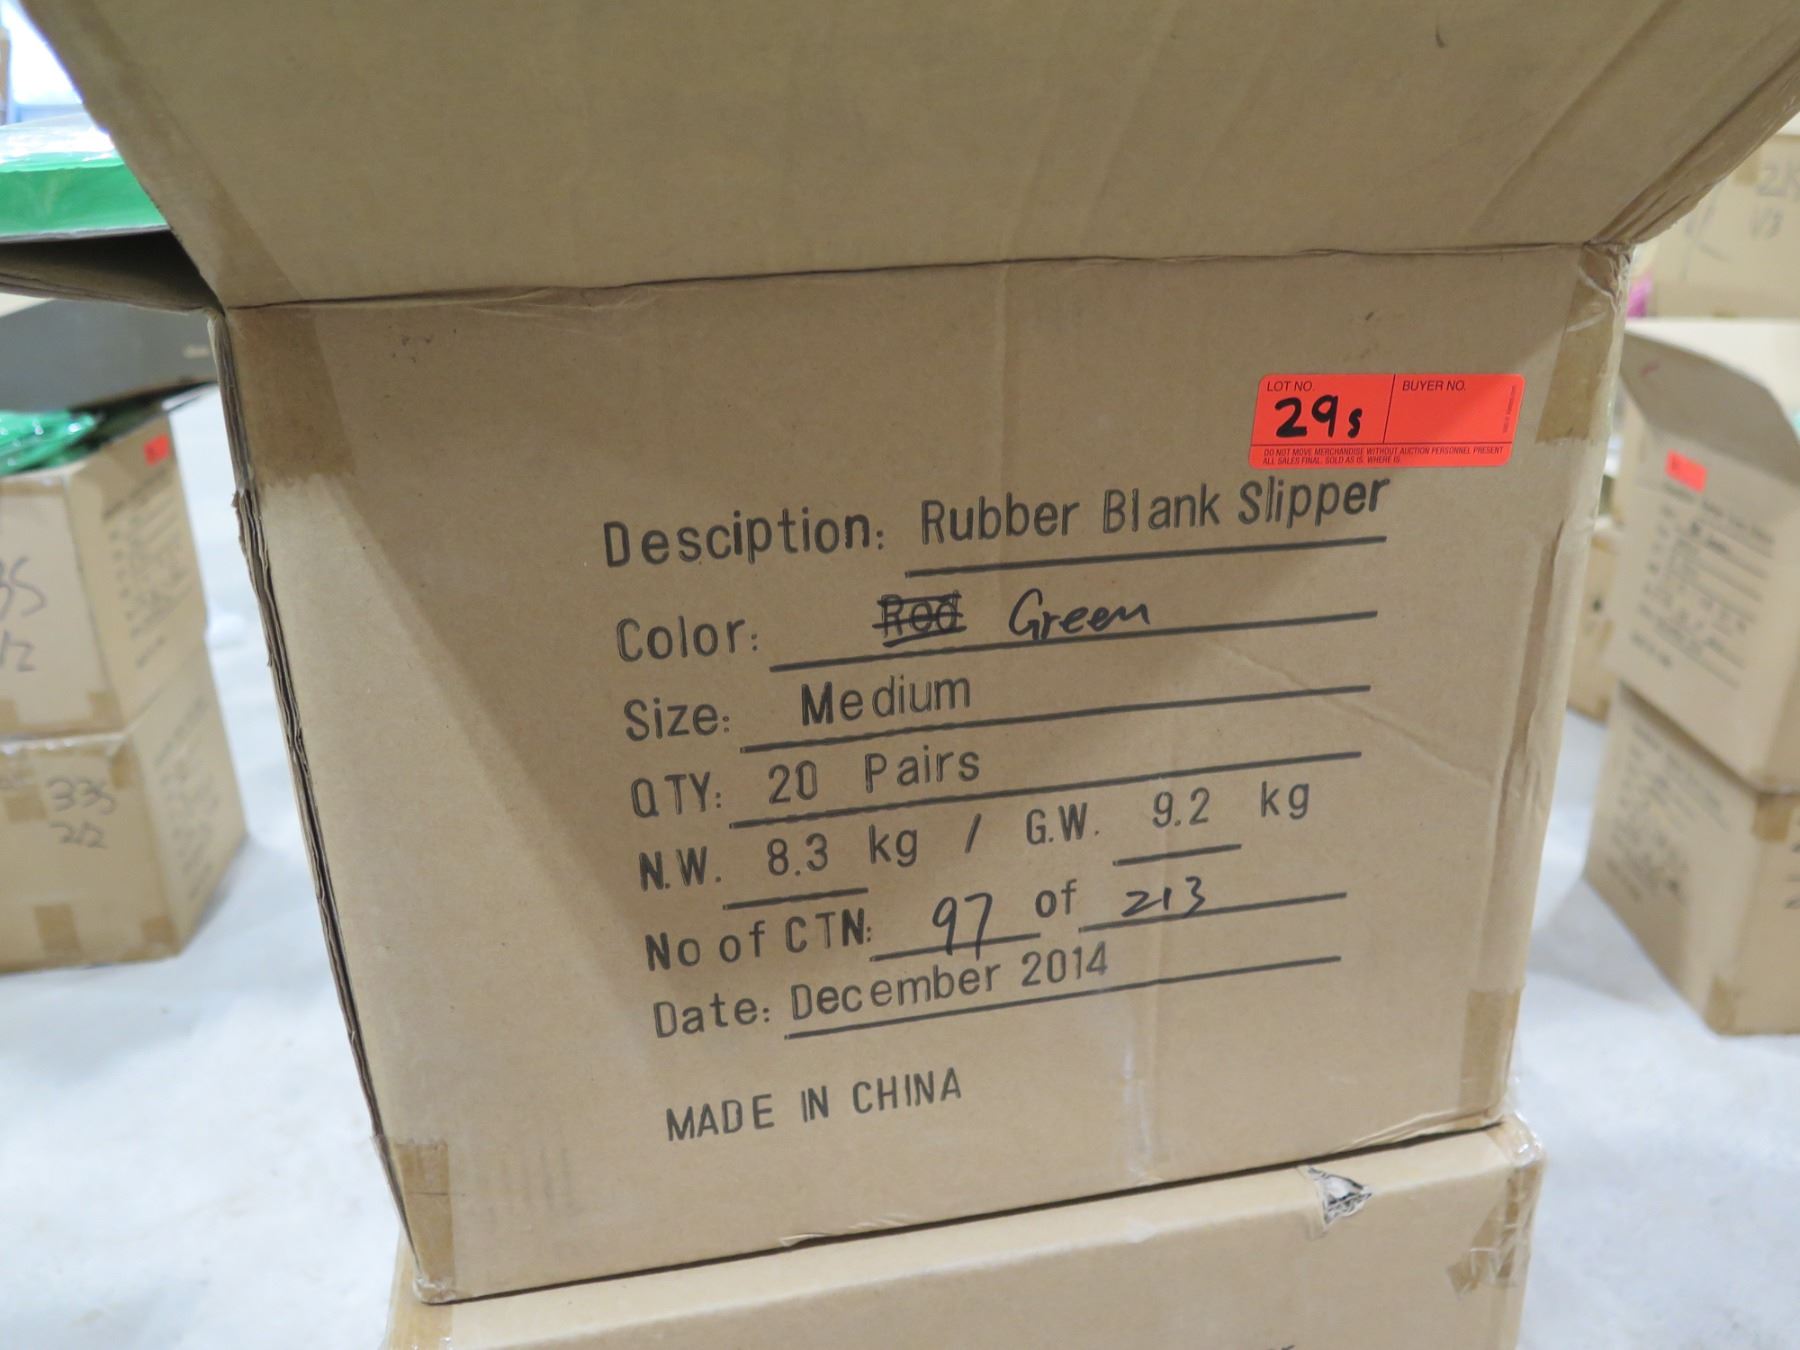 LOT NO.
BUYER NO.
29s
DO NOT MOVE MERCHANDISE WITHOUT AUCTION PERSONNEL PRESENT
ALL SALES FINAL. SOLD AS IS. WHERE IS.
Desciption: Rubber Blank Slipper
Color: Red Green
Size: Medium
QTY: 20 Pairs
N.W. 8.3 kg / G.W. 9.2 kg
No of CTN: 97 of 213
Date: December 2014
MADE IN CHINA
33S
212